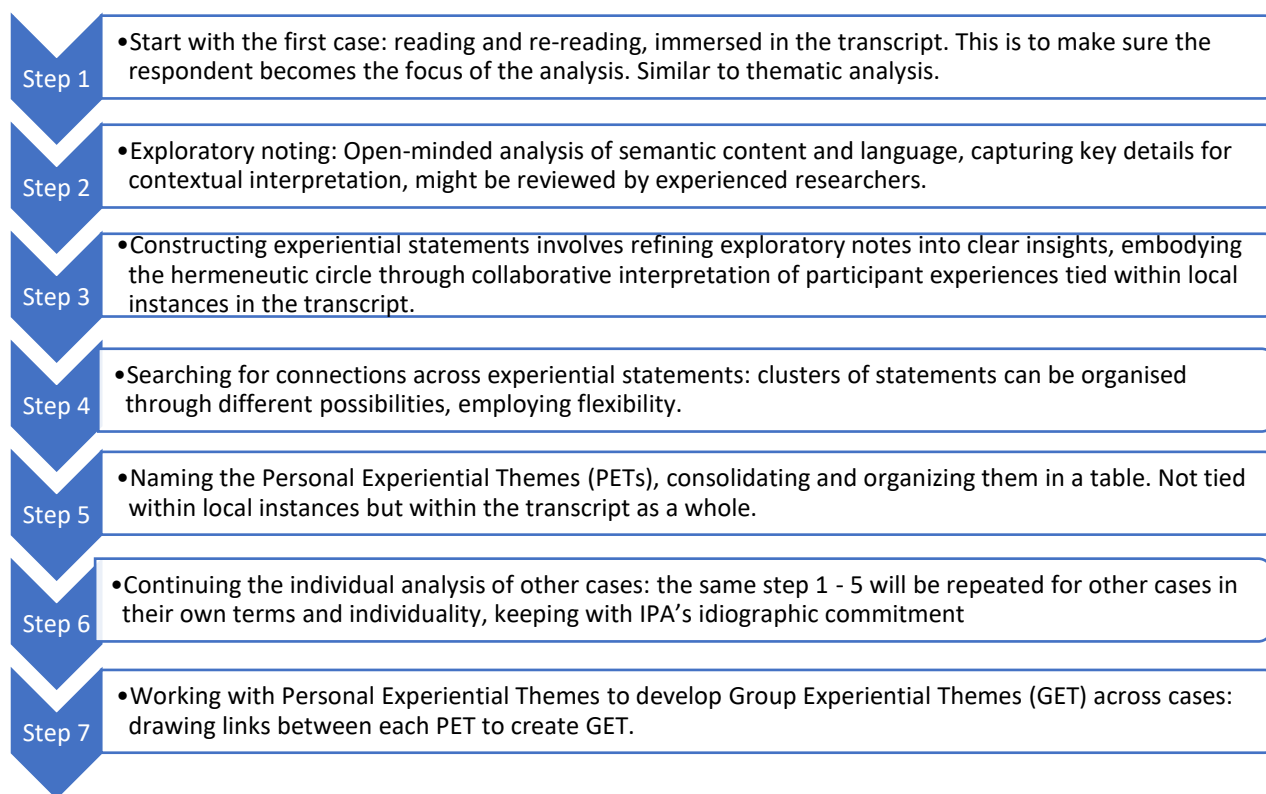 Step 1
•Start with the first case: reading and re-reading, immersed in the transcript. This is to make sure the
respondent becomes the focus of the analysis. Similar to thematic analysis.
Step 2
•Exploratory noting: Open-minded analysis of semantic content and language, capturing key details for
contextual interpretation, might be reviewed by experienced researchers.
Step 3
•Constructing experiential statements involves refining exploratory notes into clear insights, embodying
the hermeneutic circle through collaborative interpretation of participant experiences tied within local
instances in the transcript.
Step 4
•Searching for connections across experiential statements: clusters of statements can be organised
through different possibilities, employing flexibility.
Step 5
•Naming the Personal Experiential Themes (PETs), consolidating and organizing them in a table. Not tied
within local instances but within the transcript as a whole.
Step 6
•Continuing the individual analysis of other cases: the same step 1 - 5 will be repeated for other cases in
their own terms and individuality, keeping with IPA’s idiographic commitment
Step 7
•Working with Personal Experiential Themes to develop Group Experiential Themes (GET) across cases:
drawing links between each PET to create GET.